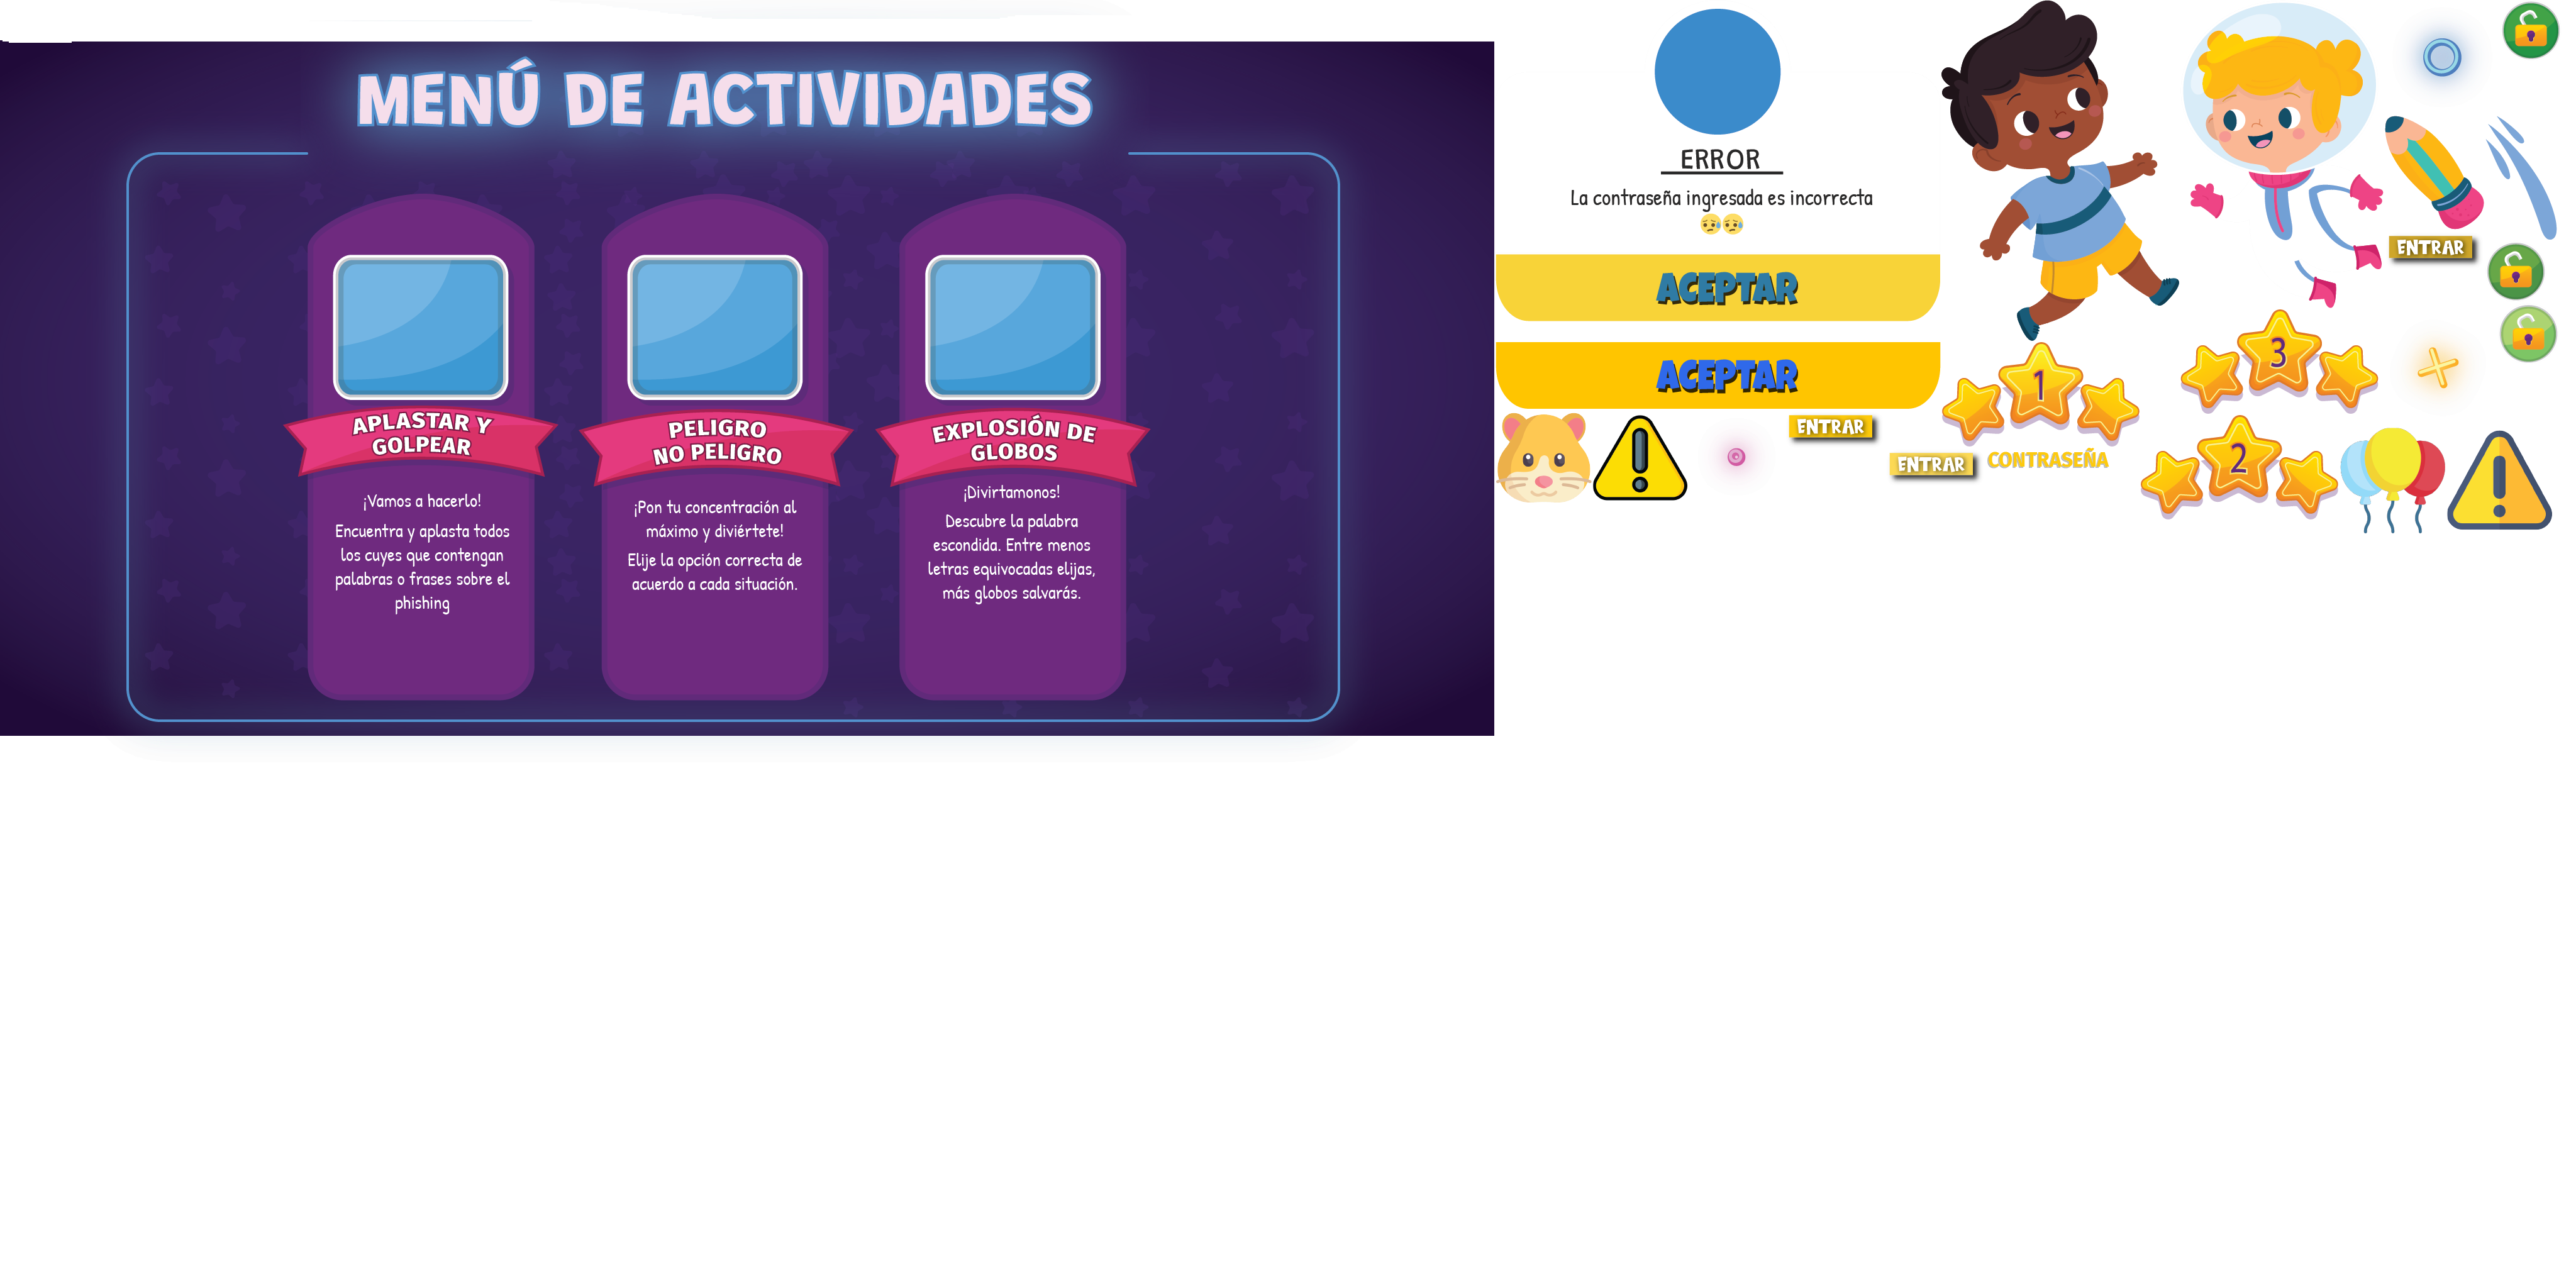 MENÚ DE ACTIVIDADES
APLASTAR Y
GOLPEAR
¡Vamos a hacerlo!
Encuentra y aplasta todos
los cuyes que contengan
palabras o frases sobre el
phishing
PELIGRO
NO PELIGRO
¡Pon tu concentración al
máximo y diviértete!
Elije la opción correcta de
acuerdo a cada situación.
EXPLOSIÓN DE
GLOBOS
¡Divirtamonos!
Descubre la palabra
escondida. Entre menos
letras equivocadas elijas,
más globos salvarás.
ERROR
La contraseña ingresada es incorrecta
ACEPTAR
ACEPTAR
ENTRAR
ENTRAR
CONTRASEÑA
ENTRAR
1
3
2